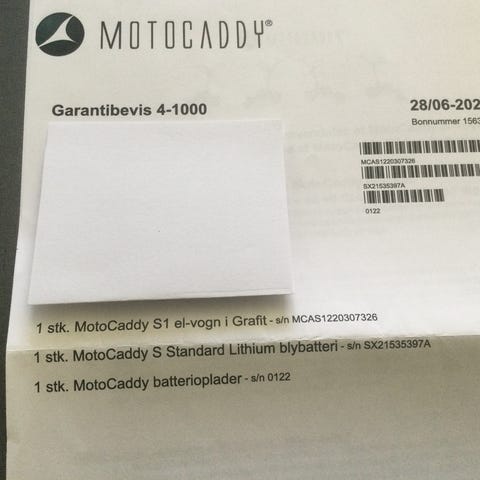 MOTOCADDY®
Garantibevis 4-1000
28/06-202
Bonnummer 1563
MCAS1220307326
SX21535397A
0122
1 stk. MotoCaddy S1 el-vogn i Grafit - s/n MCAS1220307326
1 stk. MotoCaddy S Standard Lithium blybatteri - s/n SX21535397A
1 stk. MotoCaddy batterioplader - s/n 0122